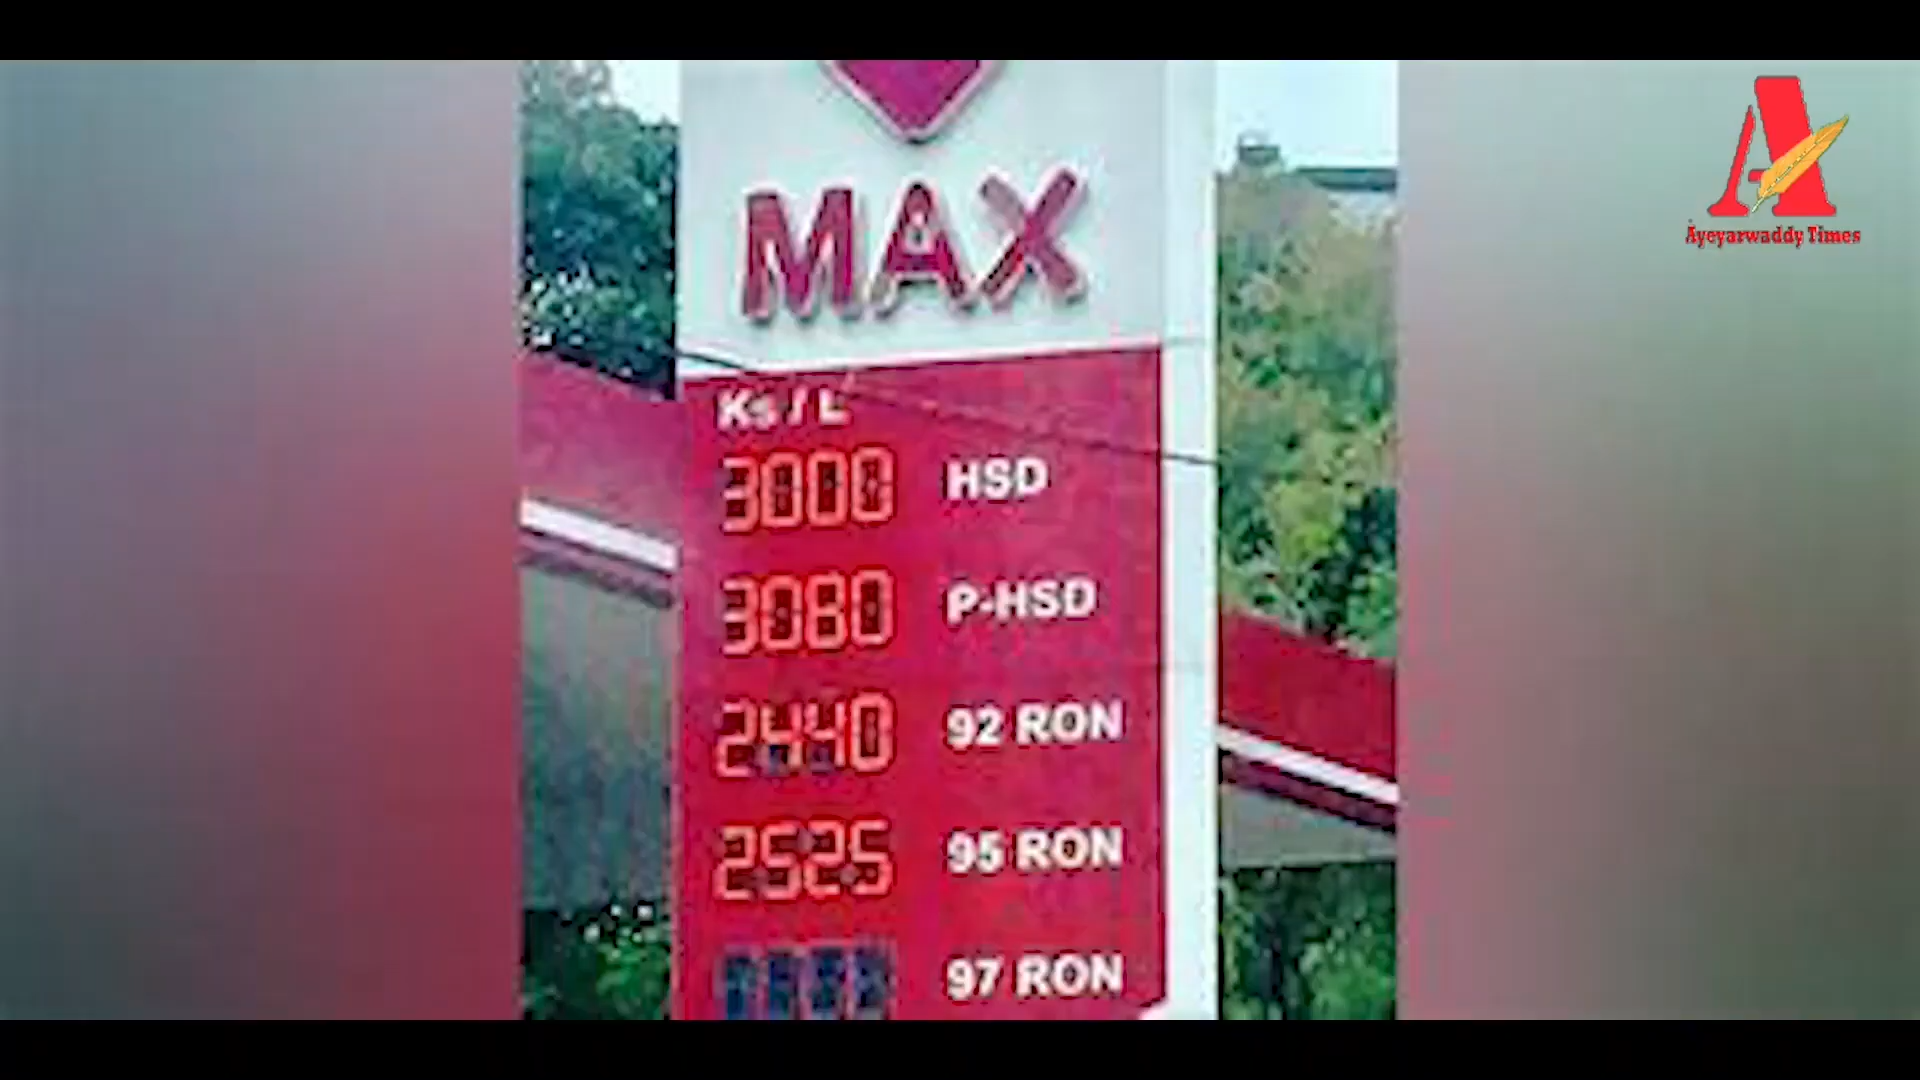 Ayeyarwaddy Times
MAX
Ks / L
3000 HSD
3080 P-HSD
2440 92 RON
2525 95 RON
97 RON